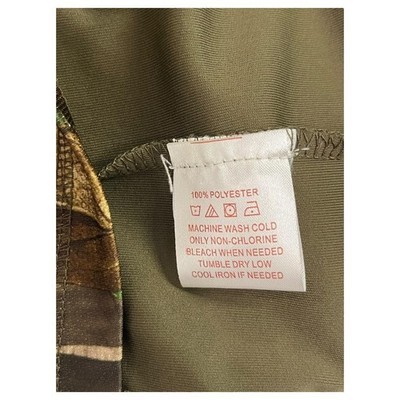 100% POLYESTER
MACHINE WASH COLD
ONLY NON-CHLORINE
BLEACH WHEN NEEDED
TUMBLE DRY LOW
COOL IRON IF NEEDED